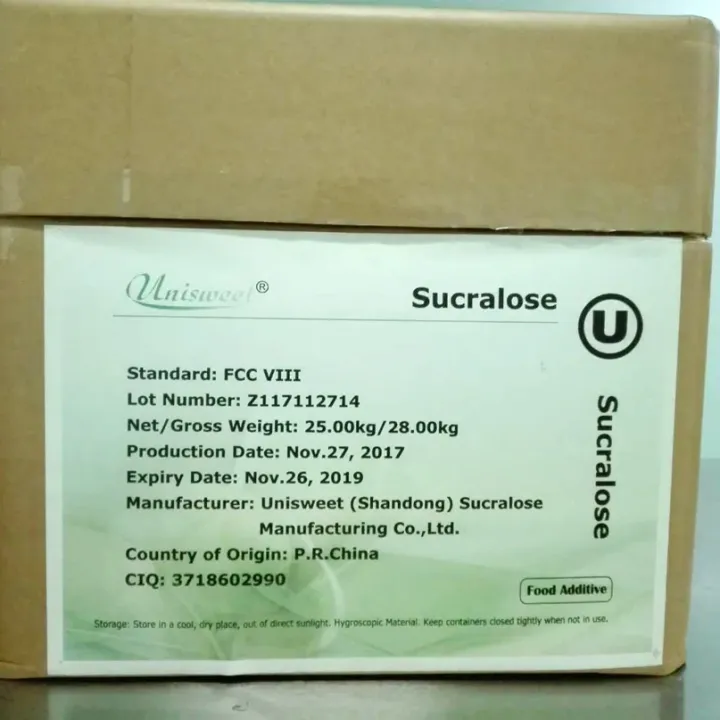 Unisweet®
Sucralose
U
Standard: FCC VIII
Lot Number: Z117112714
Net/Gross Weight: 25.00kg/28.00kg
Production Date: Nov.27, 2017
Expiry Date: Nov.26, 2019
Manufacturer: Unisweet (Shandong) Sucralose
Manufacturing Co.,Ltd.
Country of Origin: P.R.China
CIQ: 3718602990
Sucralose
Food Additive
Storage: Store in a cool, dry place, out of direct sunlight. Hygroscopic Material. Keep containers closed tightly when not in use.